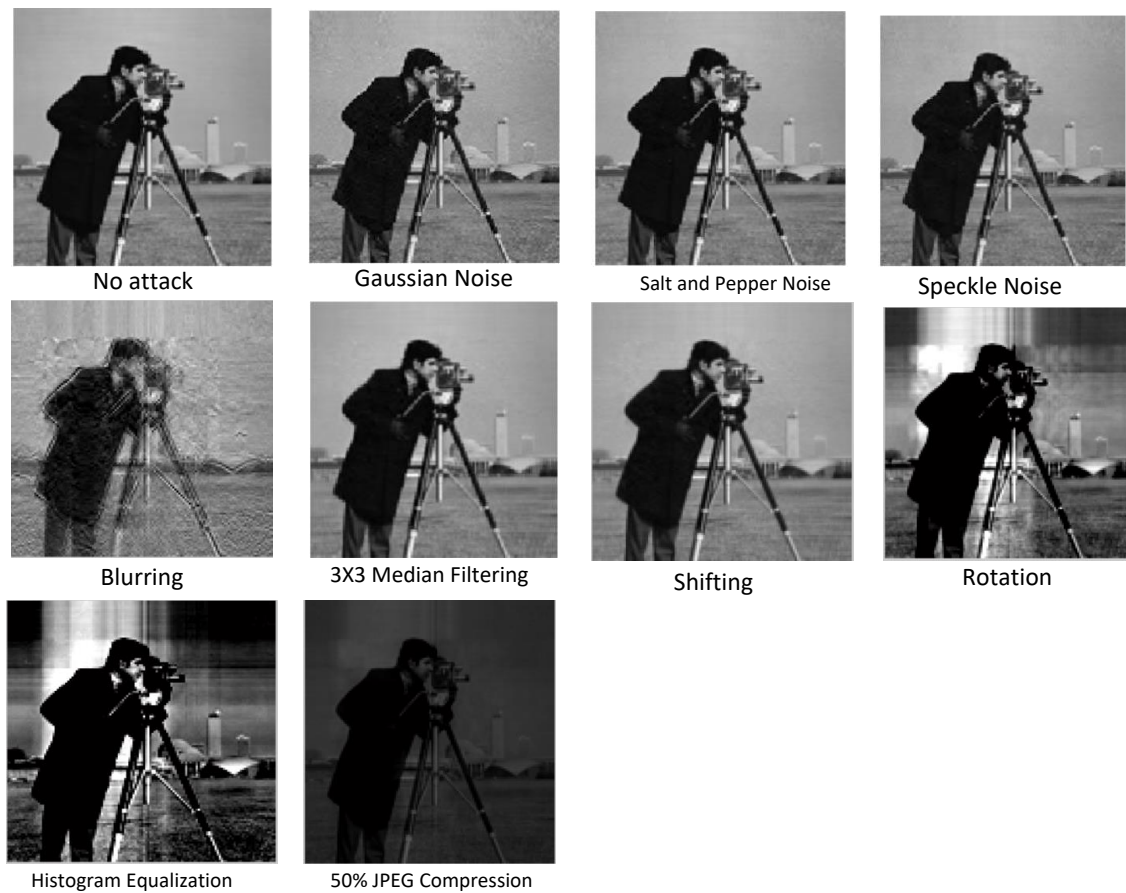 No attack
Gaussian Noise
Salt and Pepper Noise
Speckle Noise
Blurring
3X3 Median Filtering
Shifting
Rotation
Histogram Equalization
50% JPEG Compression